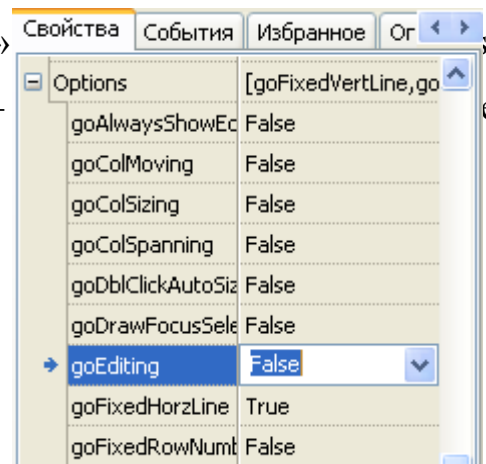 Свойства События Избранное Ог
Options [goFixedVertLine,go
goAlwaysShowEc False
goColMoving False
goColSizing False
goColSpanning False
goDblClickAutoSiz False
goDrawFocusSele False
goEditing False
goFixedHorzLine True
goFixedRowNumb False